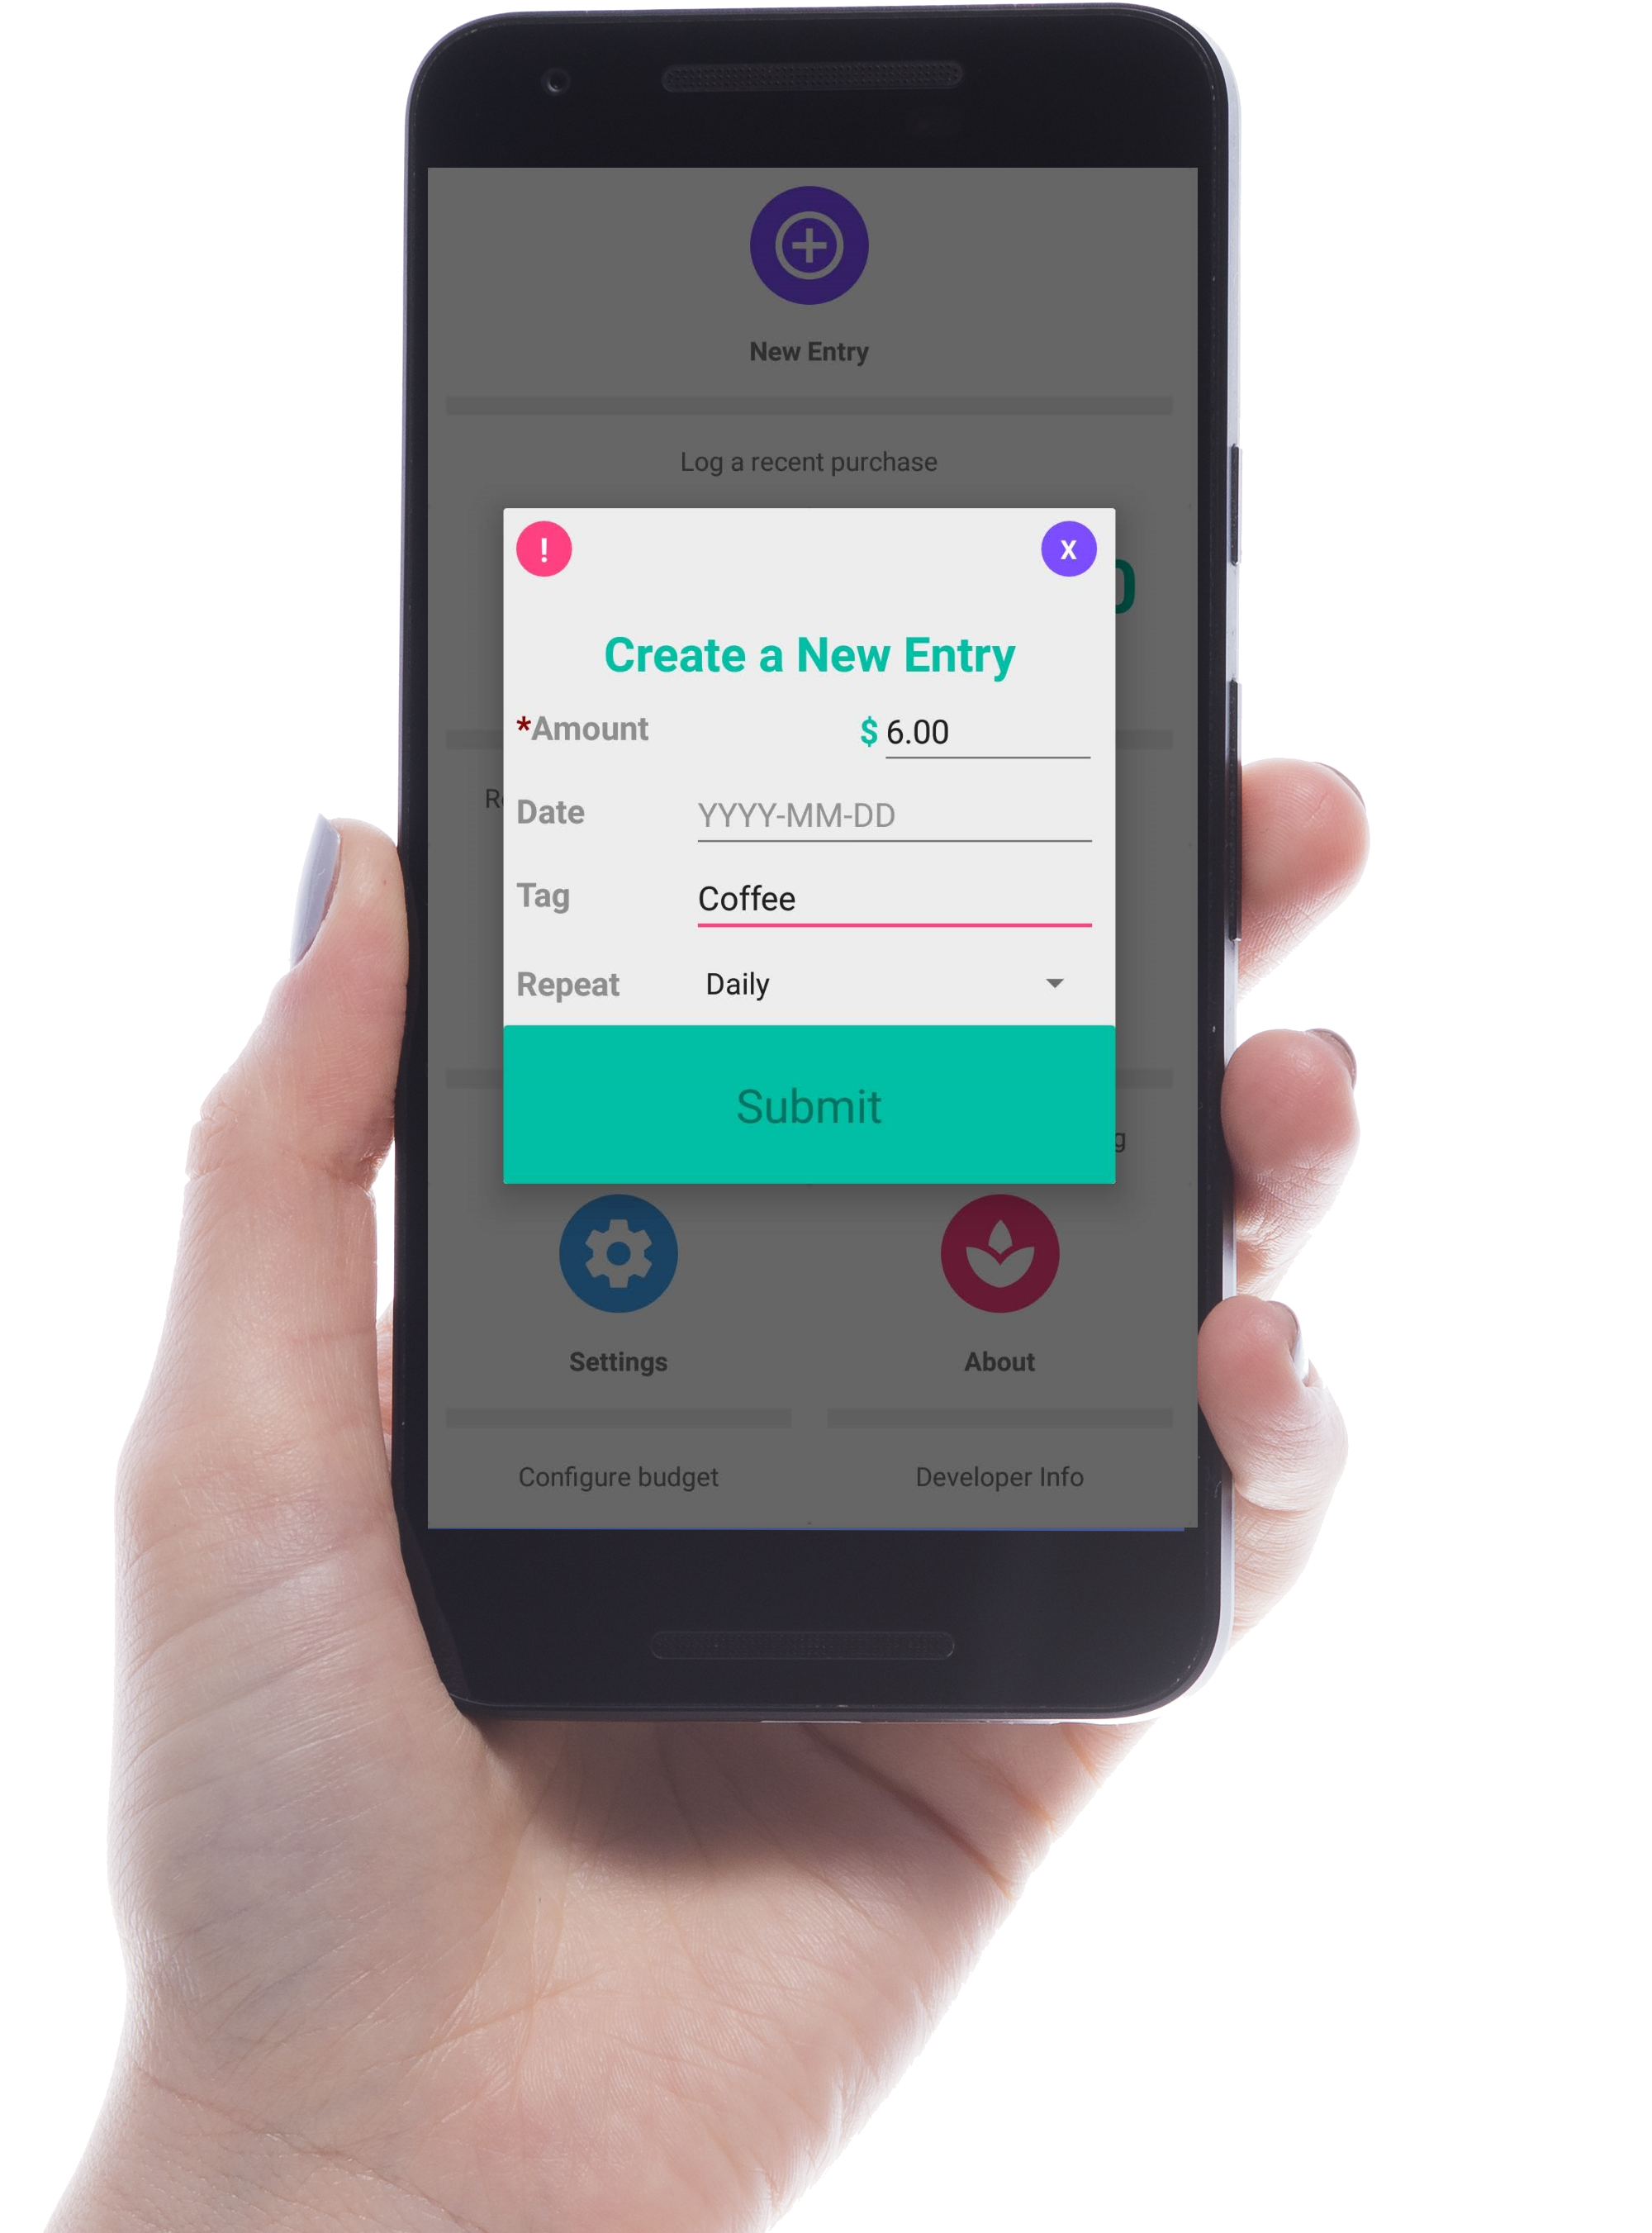 New Entry
Log a recent purchase
!
X
Create a New Entry
*Amount $ 6.00
Date YYYY-MM-DD
Tag Coffee
Repeat Daily
Submit
Settings About
Configure budget Developer Info